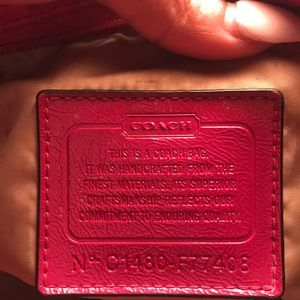 COACH
THIS IS A COACH BAG.
IT WAS HANDCRAFTED FROM THE
FINEST MATERIALS. ITS SUPERIOR
CRAFTSMANSHIP REFLECTS OUR
COMMITMENT TO ENDURING QUALITY.
Nº C1480-F77408